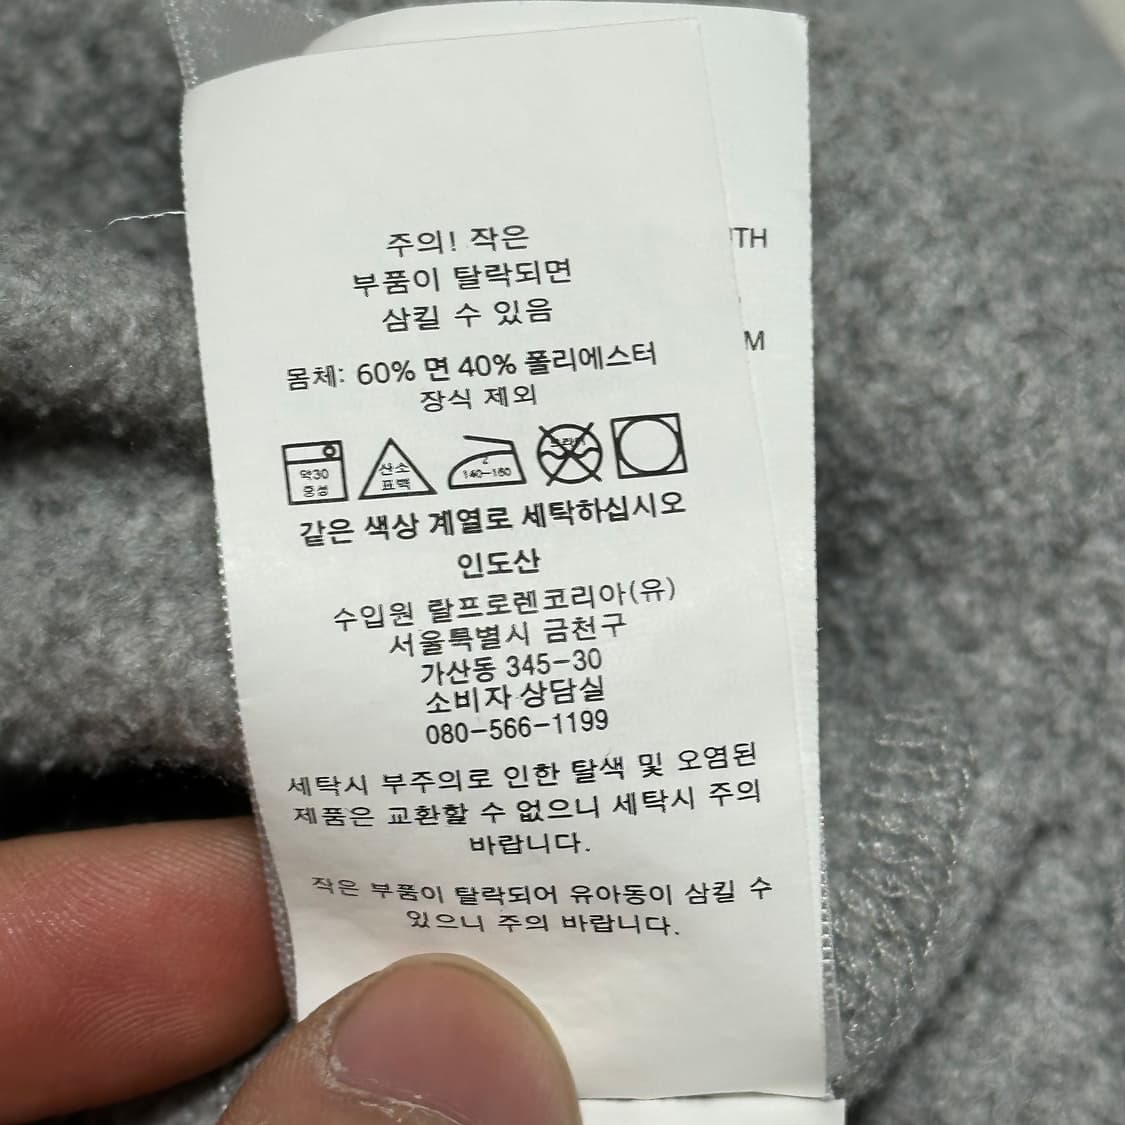 주의! 작은
부품이 탈락되면
삼킬 수 있음
몸체: 60% 면 40% 폴리에스터
장식 제외
약30
중성
산소
표백
2
140-160
드라이
같은 색상 계열로 세탁하십시오
인도산
수입원 랄프로렌코리아(유)
서울특별시 금천구
가산동 345-30
소비자 상담실
080-566-1199
세탁시 부주의로 인한 탈색 및 오염된
제품은 교환할 수 없으니 세탁시 주의
바랍니다.
작은 부품이 탈락되어 유아동이 삼킬 수
있으니 주의 바랍니다.
TH
M